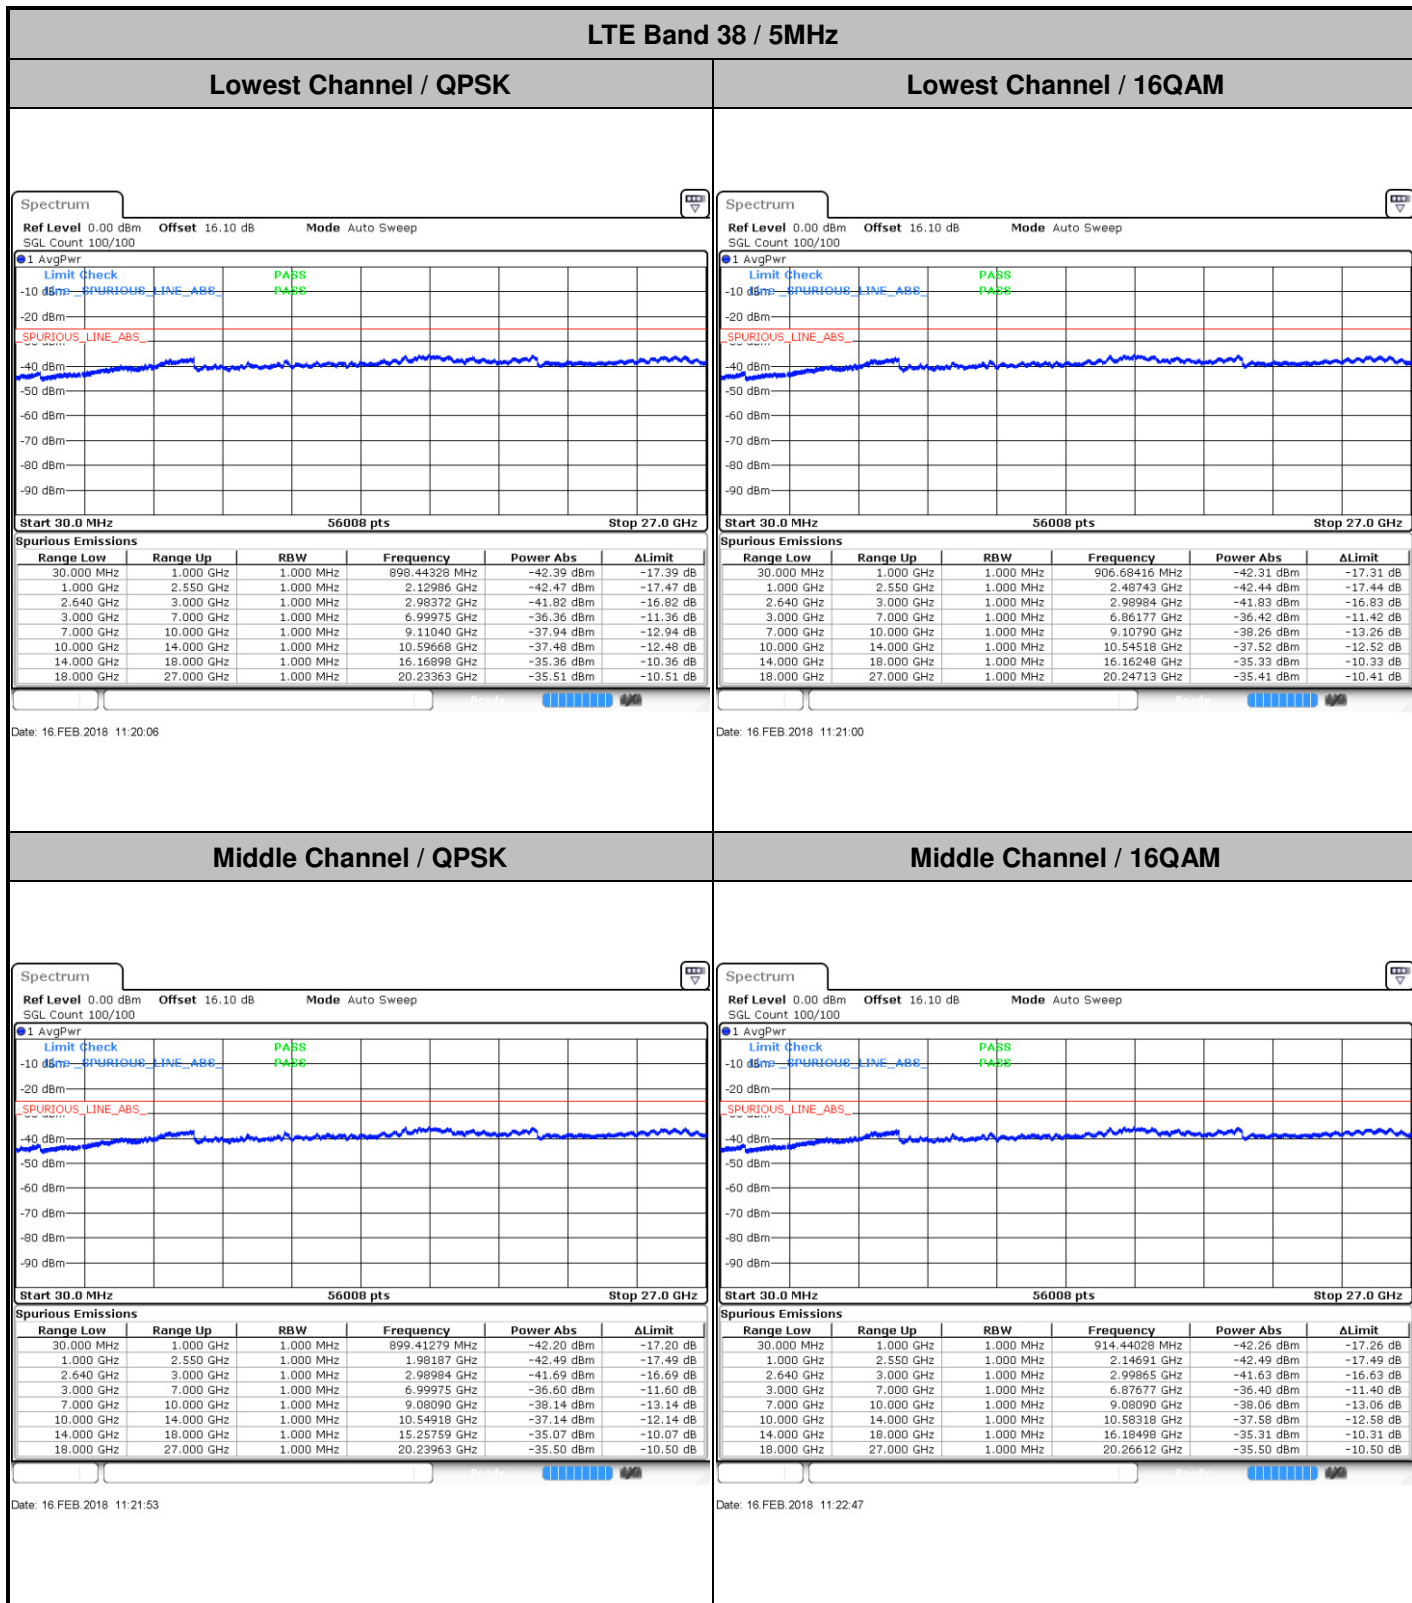 LTE Band 38 / 5MHz
Lowest Channel / QPSK
Lowest Channel / 16QAM
Spectrum
Ref Level 0.00 dBm Offset 16.10 dB Mode Auto Sweep
SGL Count 100/100
1 AvgPwr
Limit Check PASS
-10 dBm Line _SPURIOUS_LINE_ABS_ PASS
-20 dBm
_SPURIOUS_LINE_ABS_
-40 dBm
-50 dBm
-60 dBm
-70 dBm
-80 dBm
-90 dBm
Start 30.0 MHz 56008 pts Stop 27.0 GHz
Spurious Emissions
Range Low Range Up RBW Frequency Power Abs ΔLimit
30.000 MHz 1.000 GHz 1.000 MHz 898.44328 MHz -42.39 dBm -17.39 dB
1.000 GHz 2.550 GHz 1.000 MHz 2.12986 GHz -42.47 dBm -17.47 dB
2.640 GHz 3.000 GHz 1.000 MHz 2.98372 GHz -41.82 dBm -16.82 dB
3.000 GHz 7.000 GHz 1.000 MHz 6.99975 GHz -36.36 dBm -11.36 dB
7.000 GHz 10.000 GHz 1.000 MHz 9.11040 GHz -37.94 dBm -12.94 dB
10.000 GHz 14.000 GHz 1.000 MHz 10.59668 GHz -37.48 dBm -12.48 dB
14.000 GHz 18.000 GHz 1.000 MHz 16.16898 GHz -35.36 dBm -10.36 dB
18.000 GHz 27.000 GHz 1.000 MHz 20.23363 GHz -35.51 dBm -10.51 dB
Ready
Date: 16.FEB.2018 11:20:06
Spectrum
Ref Level 0.00 dBm Offset 16.10 dB Mode Auto Sweep
SGL Count 100/100
1 AvgPwr
Limit Check PASS
-10 dBm Line _SPURIOUS_LINE_ABS_ PASS
-20 dBm
_SPURIOUS_LINE_ABS_
-40 dBm
-50 dBm
-60 dBm
-70 dBm
-80 dBm
-90 dBm
Start 30.0 MHz 56008 pts Stop 27.0 GHz
Spurious Emissions
Range Low Range Up RBW Frequency Power Abs ΔLimit
30.000 MHz 1.000 GHz 1.000 MHz 906.68416 MHz -42.31 dBm -17.31 dB
1.000 GHz 2.550 GHz 1.000 MHz 2.48743 GHz -42.44 dBm -17.44 dB
2.640 GHz 3.000 GHz 1.000 MHz 2.98984 GHz -41.83 dBm -16.83 dB
3.000 GHz 7.000 GHz 1.000 MHz 6.86177 GHz -36.42 dBm -11.42 dB
7.000 GHz 10.000 GHz 1.000 MHz 9.10790 GHz -38.26 dBm -13.26 dB
10.000 GHz 14.000 GHz 1.000 MHz 10.54518 GHz -37.52 dBm -12.52 dB
14.000 GHz 18.000 GHz 1.000 MHz 16.16248 GHz -35.33 dBm -10.33 dB
18.000 GHz 27.000 GHz 1.000 MHz 20.24713 GHz -35.41 dBm -10.41 dB
Ready
Date: 16.FEB.2018 11:21:00
Middle Channel / QPSK
Middle Channel / 16QAM
Spectrum
Ref Level 0.00 dBm Offset 16.10 dB Mode Auto Sweep
SGL Count 100/100
1 AvgPwr
Limit Check PASS
-10 dBm Line _SPURIOUS_LINE_ABS_ PASS
-20 dBm
_SPURIOUS_LINE_ABS_
-40 dBm
-50 dBm
-60 dBm
-70 dBm
-80 dBm
-90 dBm
Start 30.0 MHz 56008 pts Stop 27.0 GHz
Spurious Emissions
Range Low Range Up RBW Frequency Power Abs ΔLimit
30.000 MHz 1.000 GHz 1.000 MHz 899.41279 MHz -42.20 dBm -17.20 dB
1.000 GHz 2.550 GHz 1.000 MHz 1.98187 GHz -42.49 dBm -17.49 dB
2.640 GHz 3.000 GHz 1.000 MHz 2.98984 GHz -41.69 dBm -16.69 dB
3.000 GHz 7.000 GHz 1.000 MHz 6.99975 GHz -36.60 dBm -11.60 dB
7.000 GHz 10.000 GHz 1.000 MHz 9.08090 GHz -38.14 dBm -13.14 dB
10.000 GHz 14.000 GHz 1.000 MHz 10.54918 GHz -37.14 dBm -12.14 dB
14.000 GHz 18.000 GHz 1.000 MHz 15.25759 GHz -35.07 dBm -10.07 dB
18.000 GHz 27.000 GHz 1.000 MHz 20.23963 GHz -35.50 dBm -10.50 dB
Ready
Date: 16.FEB.2018 11:21:53
Spectrum
Ref Level 0.00 dBm Offset 16.10 dB Mode Auto Sweep
SGL Count 100/100
1 AvgPwr
Limit Check PASS
-10 dBm Line _SPURIOUS_LINE_ABS_ PASS
-20 dBm
_SPURIOUS_LINE_ABS_
-40 dBm
-50 dBm
-60 dBm
-70 dBm
-80 dBm
-90 dBm
Start 30.0 MHz 56008 pts Stop 27.0 GHz
Spurious Emissions
Range Low Range Up RBW Frequency Power Abs ΔLimit
30.000 MHz 1.000 GHz 1.000 MHz 914.44028 MHz -42.26 dBm -17.26 dB
1.000 GHz 2.550 GHz 1.000 MHz 2.14691 GHz -42.49 dBm -17.49 dB
2.640 GHz 3.000 GHz 1.000 MHz 2.99865 GHz -41.63 dBm -16.63 dB
3.000 GHz 7.000 GHz 1.000 MHz 6.87677 GHz -36.40 dBm -11.40 dB
7.000 GHz 10.000 GHz 1.000 MHz 9.08090 GHz -38.06 dBm -13.06 dB
10.000 GHz 14.000 GHz 1.000 MHz 10.58318 GHz -37.58 dBm -12.58 dB
14.000 GHz 18.000 GHz 1.000 MHz 16.18498 GHz -35.31 dBm -10.31 dB
18.000 GHz 27.000 GHz 1.000 MHz 20.26612 GHz -35.50 dBm -10.50 dB
Ready
Date: 16.FEB.2018 11:22:47